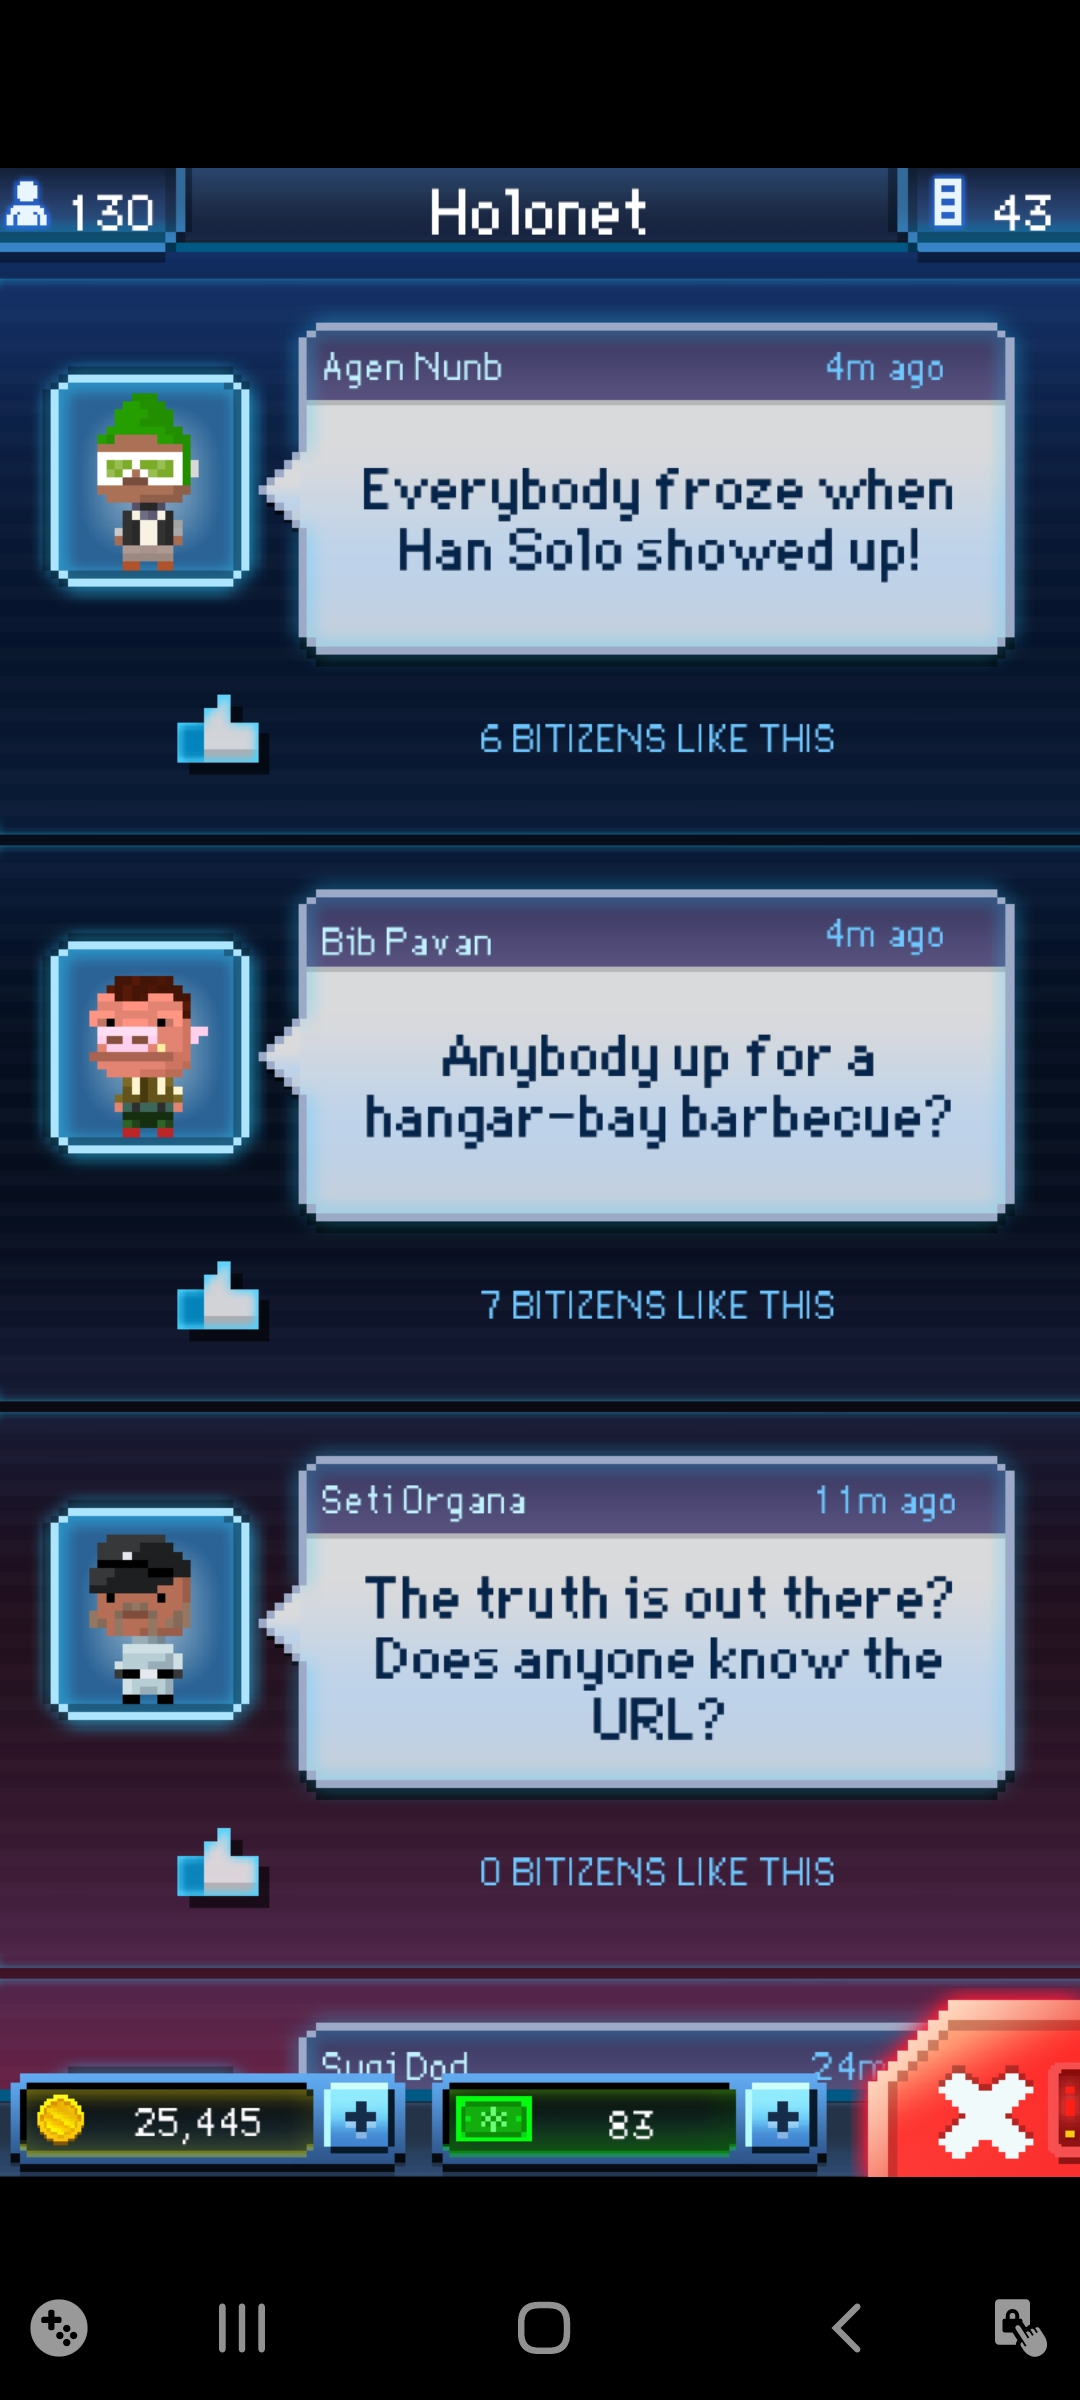 130
Holonet
43
Agen Nunb
4m ago
Everybody froze when
Han Solo showed up!
6 BITIZENS LIKE THIS
Bib Pavan
4m ago
Anybody up for a
hangar-bay barbecue?
7 BITIZENS LIKE THIS
Seti Organa
11m ago
The truth is out there?
Does anyone know the
URL?
0 BITIZENS LIKE THIS
Sugi Dod
24m
25,445
83